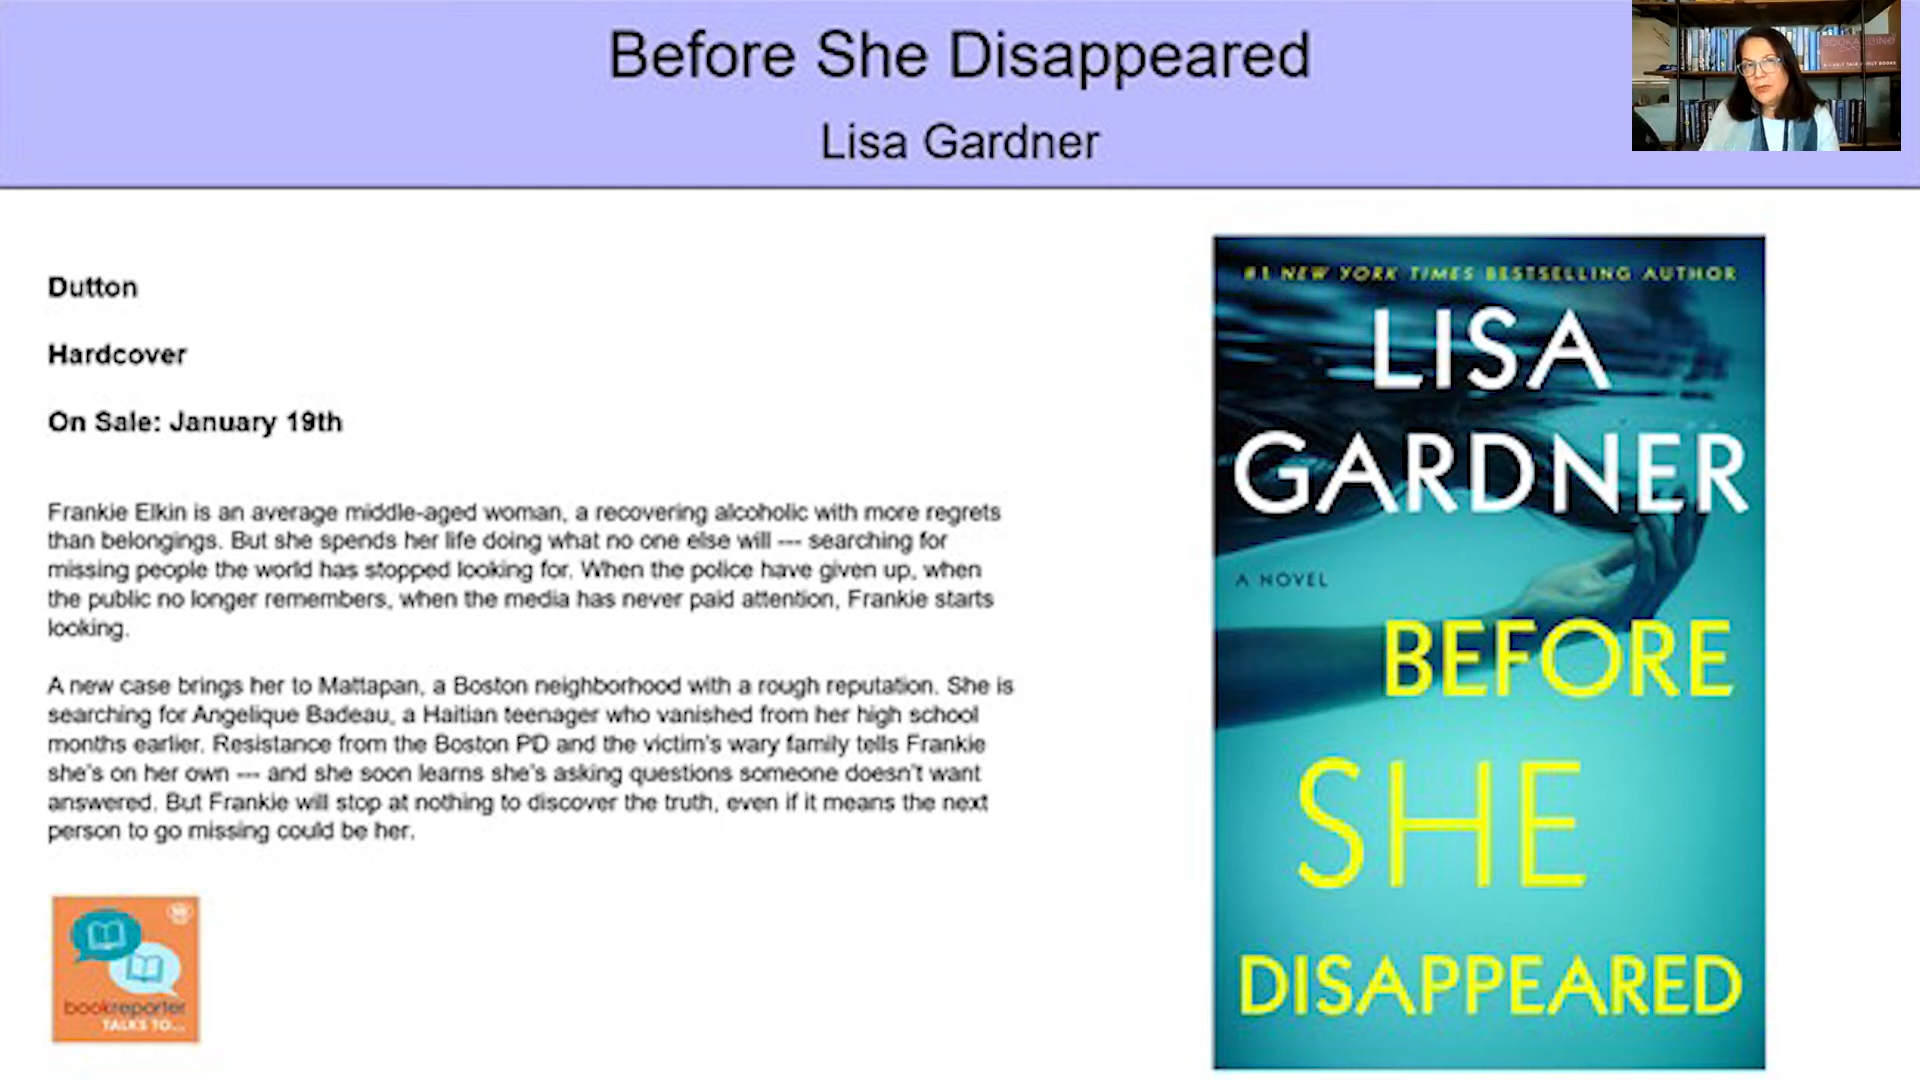 Before She Disappeared
Lisa Gardner
Dutton
Hardcover
On Sale: January 19th
Frankie Elkin is an average middle-aged woman, a recovering alcoholic with more regrets
than belongings. But she spends her life doing what no one else will --- searching for
missing people the world has stopped looking for. When the police have given up, when
the public no longer remembers, when the media has never paid attention, Frankie starts
looking.
A new case brings her to Mattapan, a Boston neighborhood with a rough reputation. She is
searching for Angelique Badeau, a Haitian teenager who vanished from her high school
months earlier. Resistance from the Boston PD and the victim's wary family tells Frankie
she's on her own --- and she soon learns she's asking questions someone doesn't want
answered. But Frankie will stop at nothing to discover the truth, even if it means the next
person to go missing could be her.
bookreporter
TALKS TO...
#1 NEW YORK TIMES BESTSELLING AUTHOR
LISA
GARDNER
A NOVEL
BEFORE
SHE
DISAPPEARED